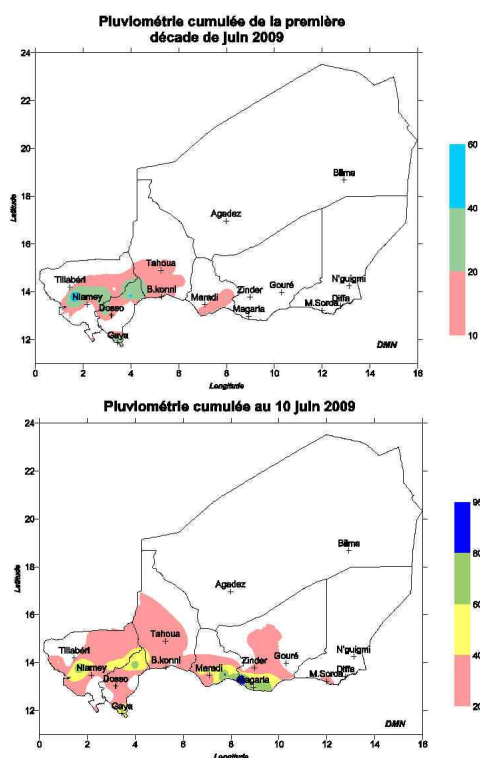 Pluviométrie cumulée de la première
décade de juin 2009
24
22
20
18
16
14
12
Latitude
Bilma
Agadez
Tahoua
Tillabéri
Niamey
B.konni
Dosso
Gaya
Maradi
Zinder
Gouré
Magaria
N'guigmi
Diffa
M.Soroa
DMN
0 2 4 6 8 10 12 14 16
Longitude
60
40
20
10
Pluviométrie cumulée au 10 juin 2009
24
22
20
18
16
14
12
Latitude
Bilma
Agadez
Tahoua
Tillabéri
Niamey
B.konni
Dosso
Gaya
Maradi
Zinder
Gouré
Magaria
N'guigmi
Diffa
M.Soroa
DMN
0 2 4 6 8 10 12 14 16
Longitude
80
60
40
20